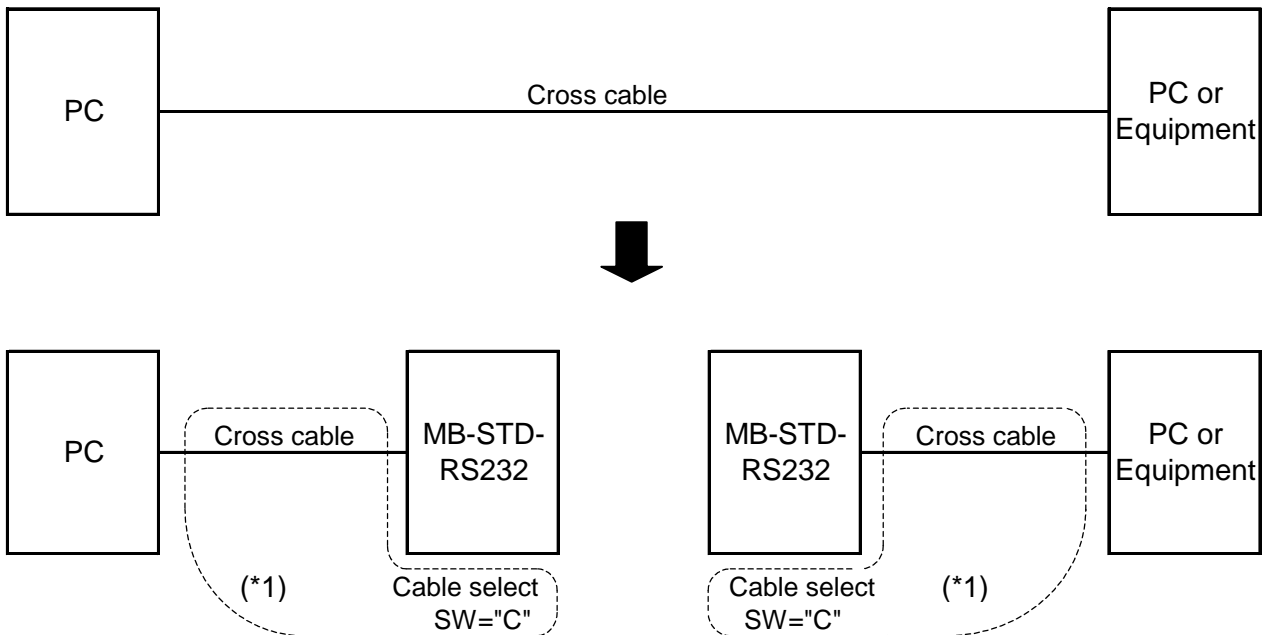 PC
Cross cable
PC or
Equipment
PC
Cross cable
MB-STD-
RS232
MB-STD-
RS232
Cross cable
PC or
Equipment
(*1)
Cable select
SW="C"
Cable select
SW="C"
(*1)